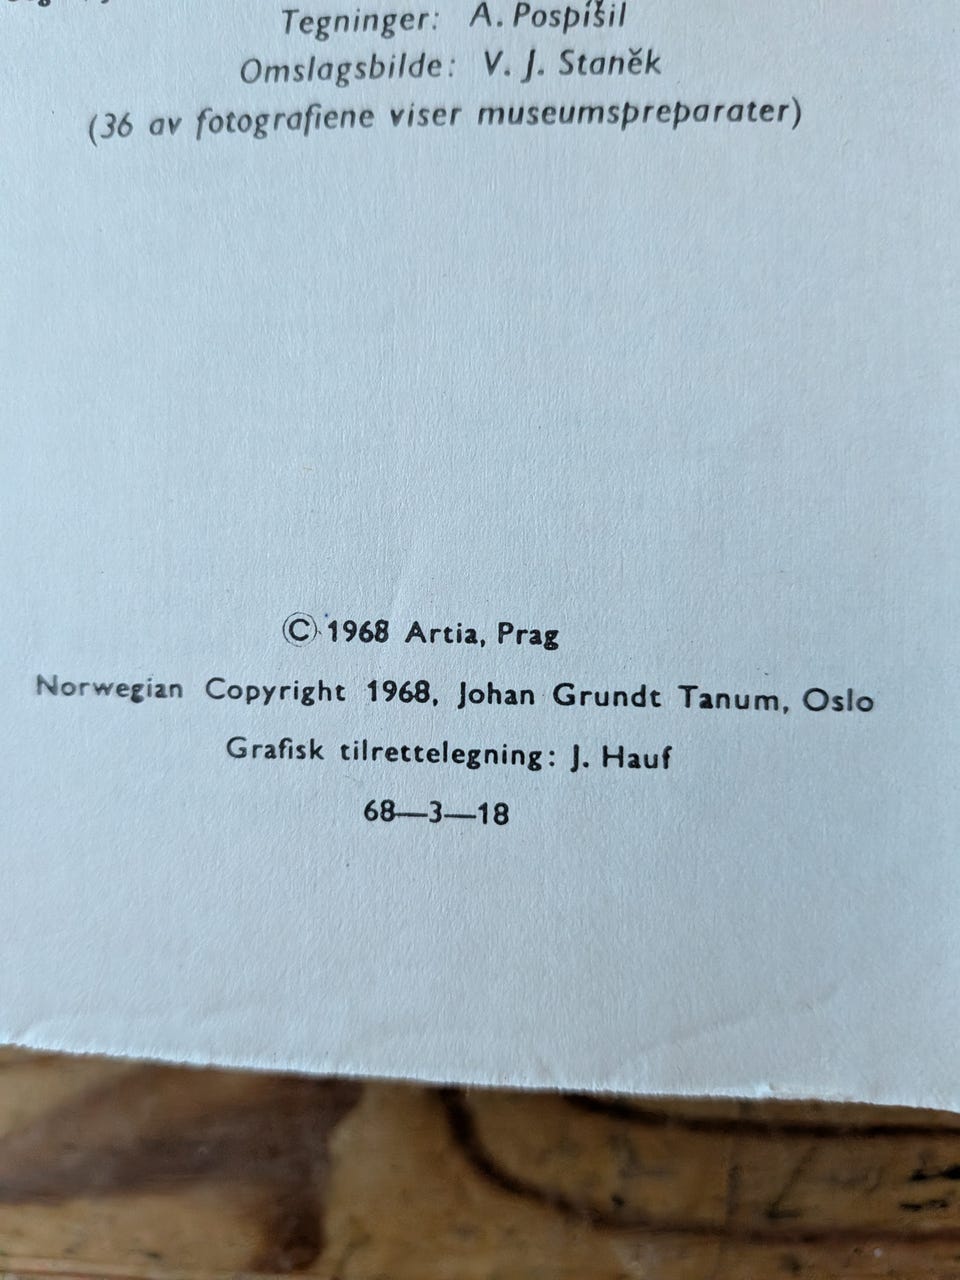 Tegninger: A. Pospíšil
Omslagsbilde: V. J. Staněk
(36 av fotografiene viser museumspreparater)
© 1968 Artia, Prag
Norwegian Copyright 1968, Johan Grundt Tanum, Oslo
Grafisk tilrettelegning: J. Hauf
68—3—18